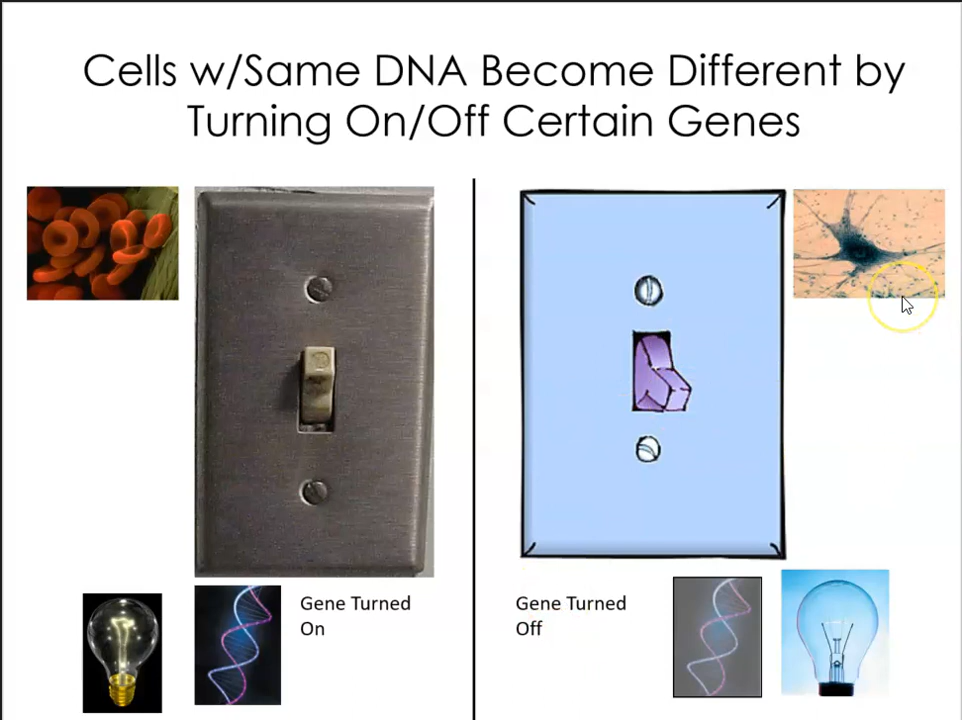 Cells w/Same DNA Become Different by
Turning On/Off Certain Genes
Gene Turned
On
Gene Turned
Off